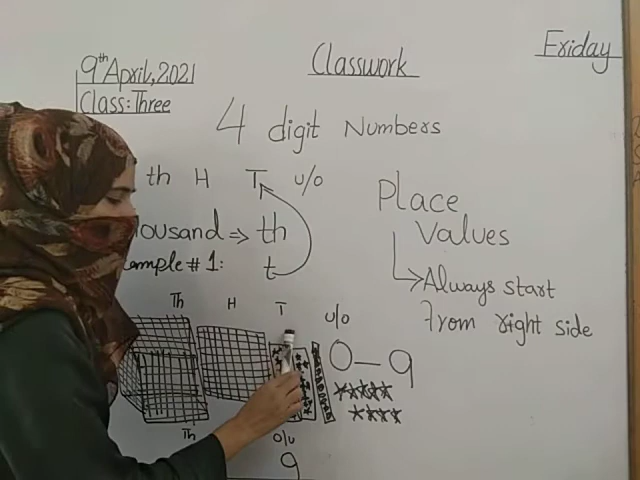 9th April, 2021
Classwork
Friday
Class: Three
4 digit Numbers
th H T u/o
Place
Values
Always start
from right side
⇒ th
t
#1:
Th H T u/o
0-9
Th
o/u
9